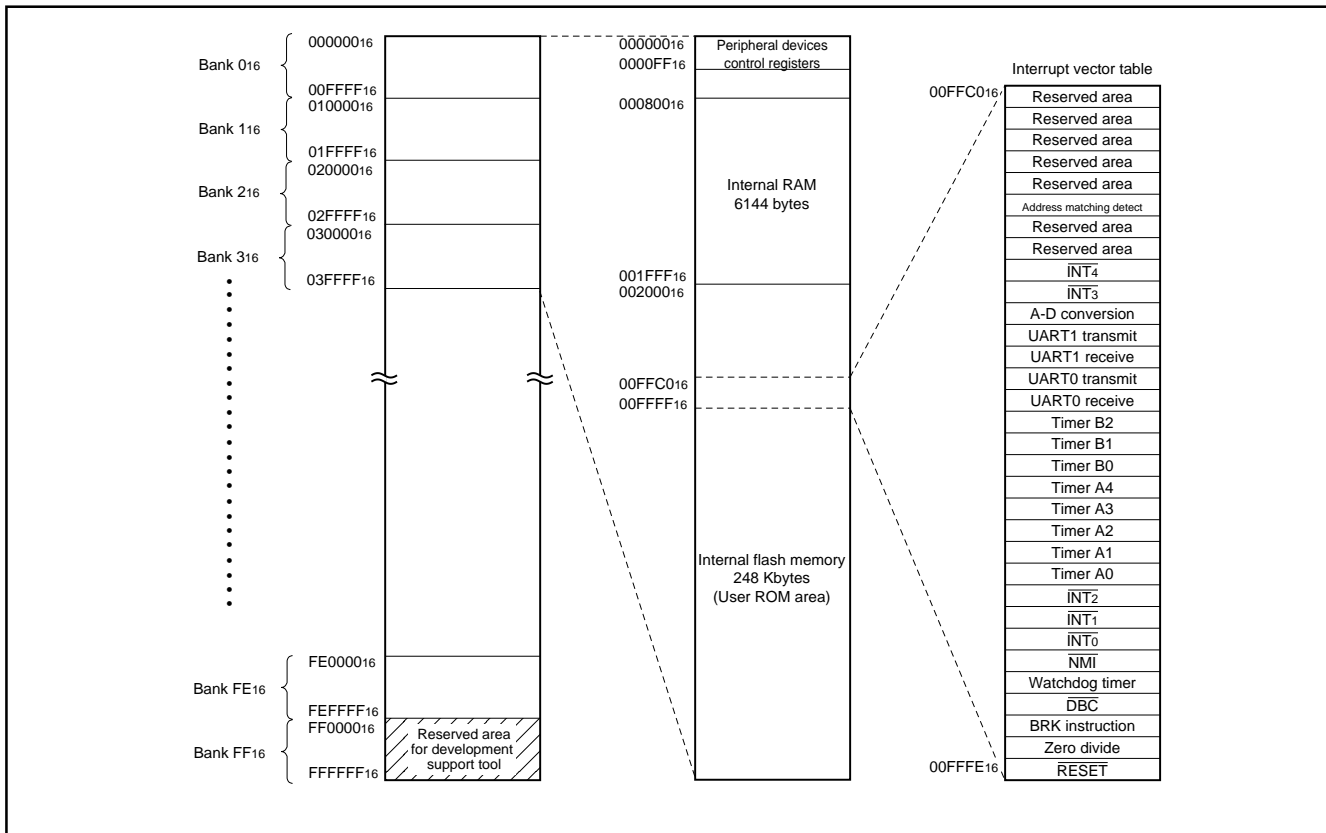 Bank 016
Bank 116
Bank 216
Bank 316
Bank FE16
Bank FF16
00000016
00FFFF16
01000016
01FFFF16
02000016
02FFFF16
03000016
03FFFF16
FE000016
FEFFFF16
FF000016
FFFFFF16
Reserved area
for development
support tool
00000016
0000FF16
00080016
001FFF16
00200016
00FFC016
00FFFF16
Peripheral devices
control registers
Internal RAM
6144 bytes
Internal flash memory
248 Kbytes
(User ROM area)
Interrupt vector table
00FFC016
00FFFE16
Reserved area
Reserved area
Reserved area
Reserved area
Reserved area
Address matching detect
Reserved area
Reserved area
INT4
INT3
A-D conversion
UART1 transmit
UART1 receive
UART0 transmit
UART0 receive
Timer B2
Timer B1
Timer B0
Timer A4
Timer A3
Timer A2
Timer A1
Timer A0
INT2
INT1
INT0
NMI
Watchdog timer
DBC
BRK instruction
Zero divide
RESET